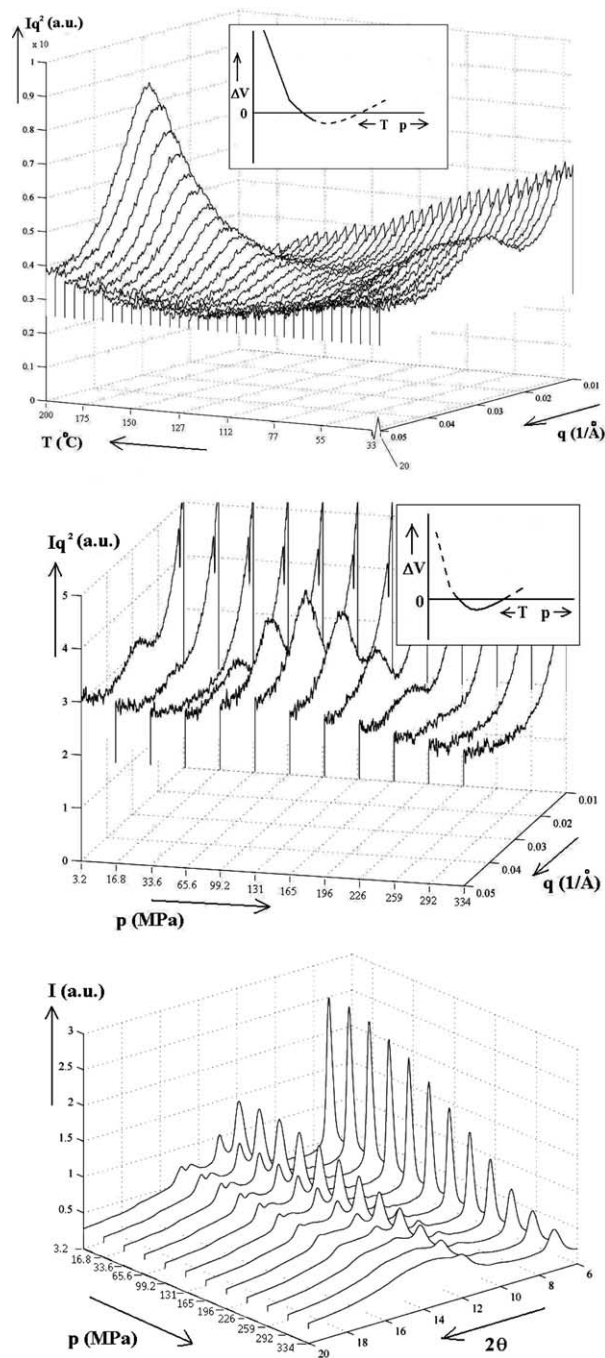 Iq² (a.u.)
x 10
1
0.9
0.8
0.7
0.6
0.5
0.4
0.3
0.2
0.1
0
ΔV
0
T p
200 175 150 127 112 77 55 33
20
T (°C)
0.05 0.04 0.03 0.02 0.01
q (1/Å)
Iq² (a.u.)
5
4
3
2
1
0
ΔV
0
T p
3.2 16.8 33.6 65.6 99.2 131 165 196 226 259 292 334
p (MPa)
0.05 0.04 0.03 0.02 0.01
q (1/Å)
I (a.u.)
3
2.5
2
1.5
1
0.5
3.2 16.8 33.6 65.6 99.2 131 165 196 226 259 292 334
p (MPa)
20 18 16 14 12 10 8 6
2θ